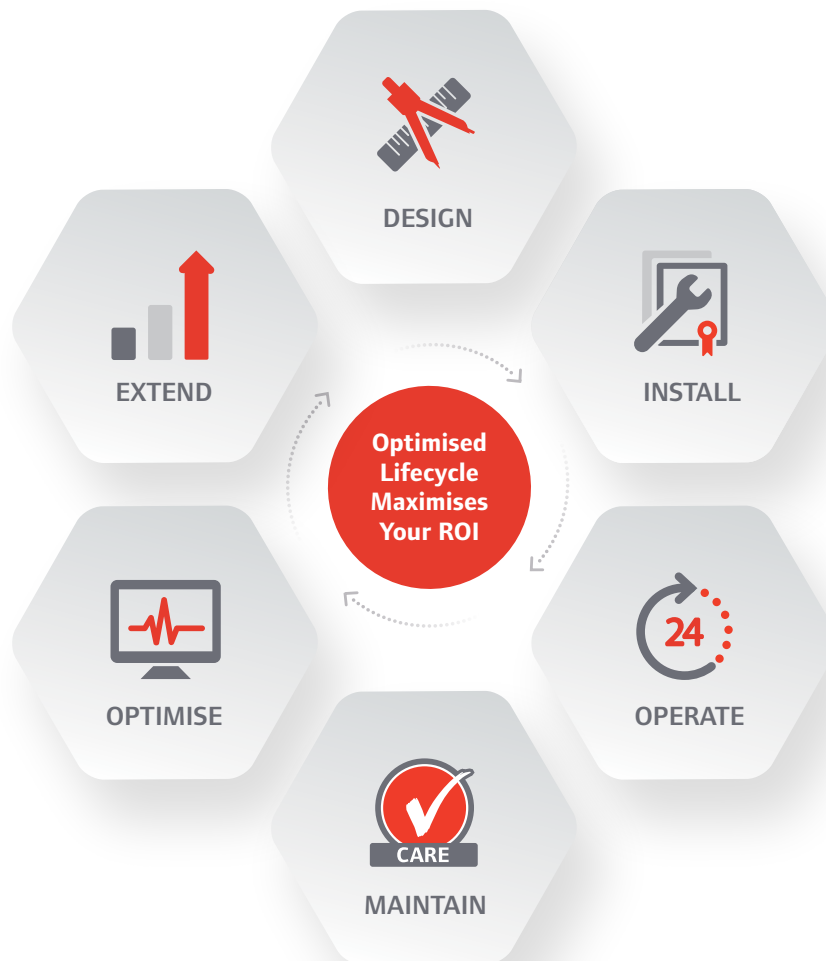 DESIGN
EXTEND
INSTALL
Optimised
Lifecycle
Maximises
Your ROI
24
OPTIMISE
OPERATE
CARE
MAINTAIN